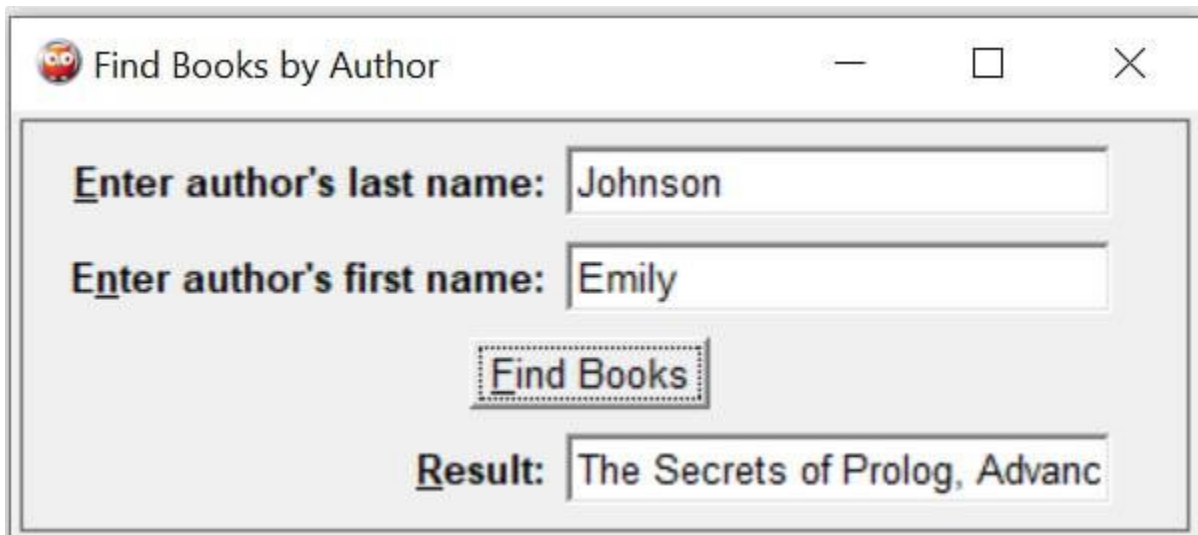 Find Books by Author
Enter author's last name: Johnson
Enter author's first name: Emily
Find Books
Result: The Secrets of Prolog, Advanc